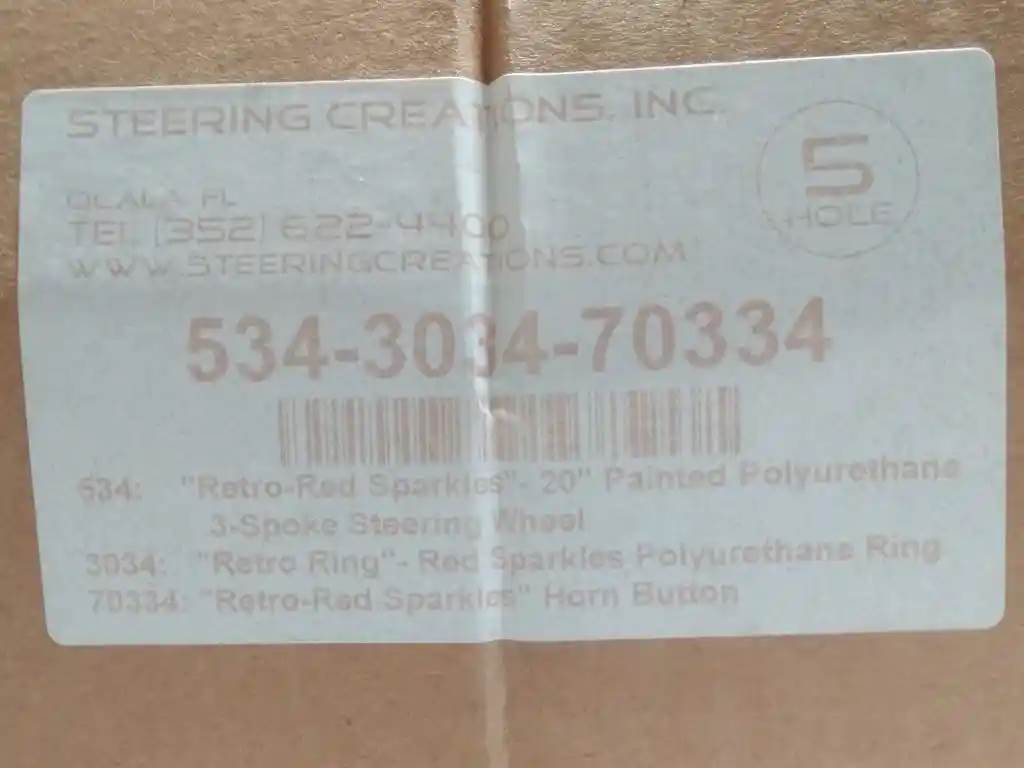 STEERING CREATIONS, INC.
OCALA, FL
TEL (352) 622-4400
WWW.STEERINGCREATIONS.COM
5
HOLE
534-3034-70334
534: "Retro-Red Sparkles"- 20" Painted Polyurethane
3-Spoke Steering Wheel
3034: "Retro Ring"- Red Sparkles Polyurethane Ring
70334: "Retro-Red Sparkles" Horn Button